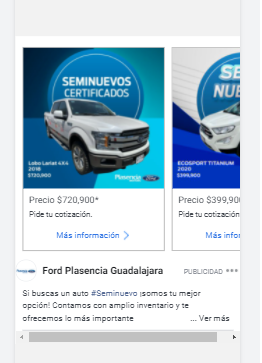 SEMINUEVOS
CERTIFICADOS
Lobo Lariat 4X4
2018
$720,900
Plasencia
Precio $720,900*
Pide tu cotización.
Más información
SE
NU
ECOSPORT TITANIUM
2020
$399,900
Precio $399,90
Pide tu cotización
Más infor
Ford Plasencia Guadalajara
PUBLICIDAD
Si buscas un auto #Seminuevo ¡somos tu mejor
opción! Contamos con amplio inventario y te
ofrecemos lo más importante
... Ver más